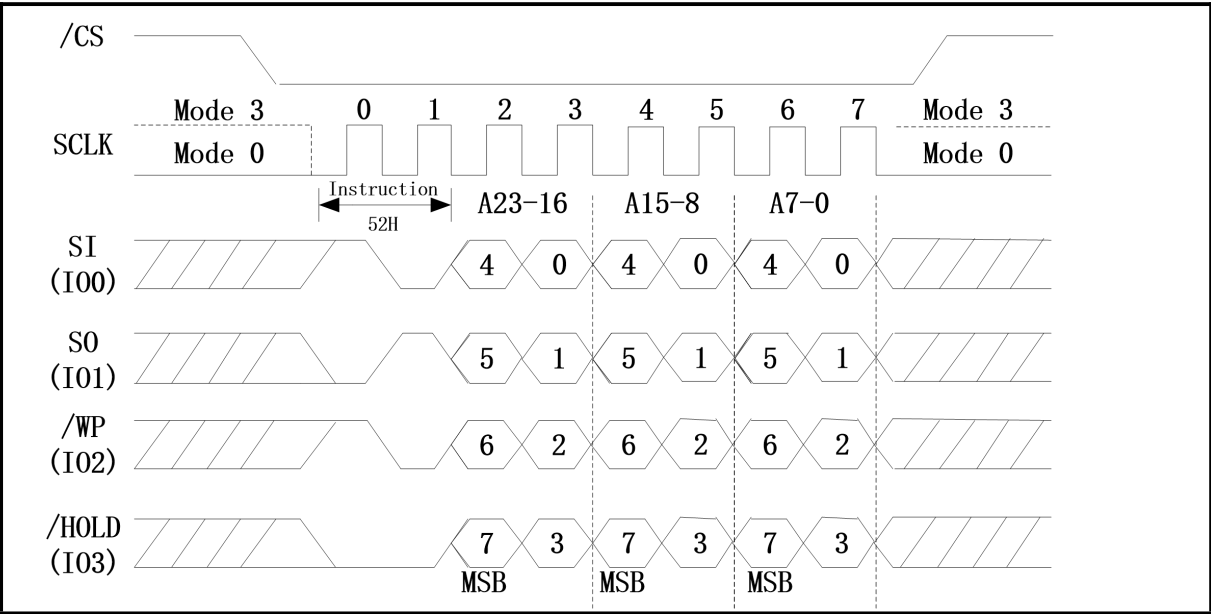 /CS
Mode 3 0 1 2 3 4 5 6 7 Mode 3
SCLK
Mode 0 Mode 0
Instruction A23-16 A15-8 A7-0
52H
SI
(IO0) 4 0 4 0 4 0
SO
(IO1) 5 1 5 1 5 1
/WP
(IO2) 6 2 6 2 6 2
/HOLD
(IO3) 7 3 7 3 7 3
MSB MSB MSB